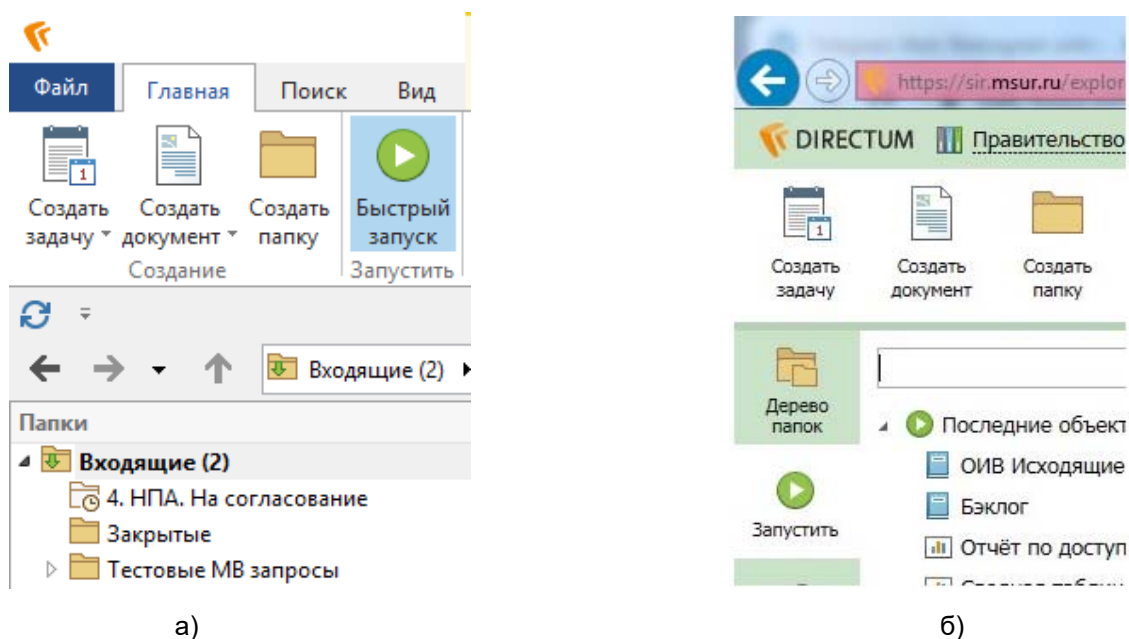 Файл Главная Поиск Вид
Создать задачу
Создать документ
Создать папку
Быстрый запуск
Создание Запустить
Входящие (2)
Папки
Входящие (2)
4. НПА. На согласование
Закрытые
Тестовые МВ запросы
а)
https://sir.msur.ru/explor
DIRECTUM Правительство
Создать задачу
Создать документ
Создать папку
Дерево папок
Запустить
Последние объект
ОИВ Исходящие
Бэклог
Отчёт по доступ
б)